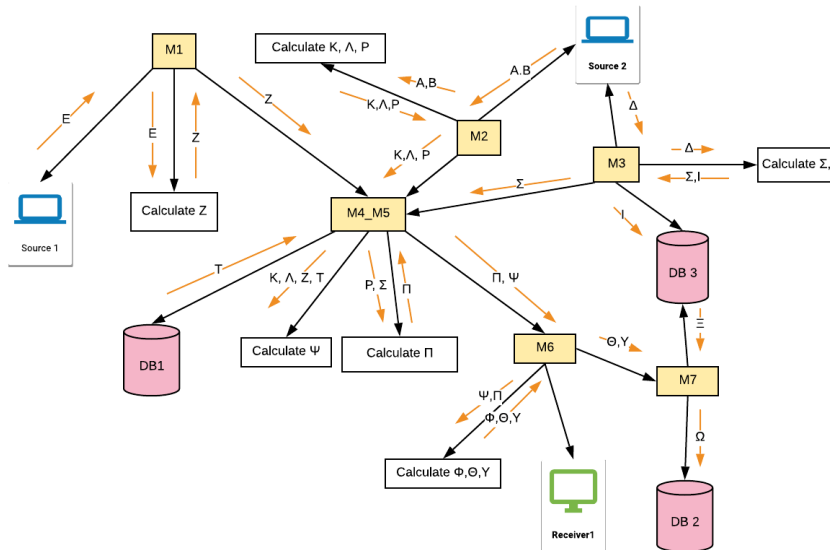 M1
Calculate K, Λ, P
Source 2
A,B
A.B
E
Z
K,Λ,P
Δ
E
Z
M2
K,Λ, P
M3
Δ
Calculate Σ,
Σ,I
Σ
Calculate Z
M4_M5
I
Source 1
T
K, Λ, Z, T
P, Σ
Π
Π, Ψ
DB 3
Ξ
DB1
Calculate Ψ
Calculate Π
M6
Θ,Y
M7
Ψ,Π
Φ,Θ,Y
Ω
Calculate Φ,Θ,Y
Receiver1
DB 2